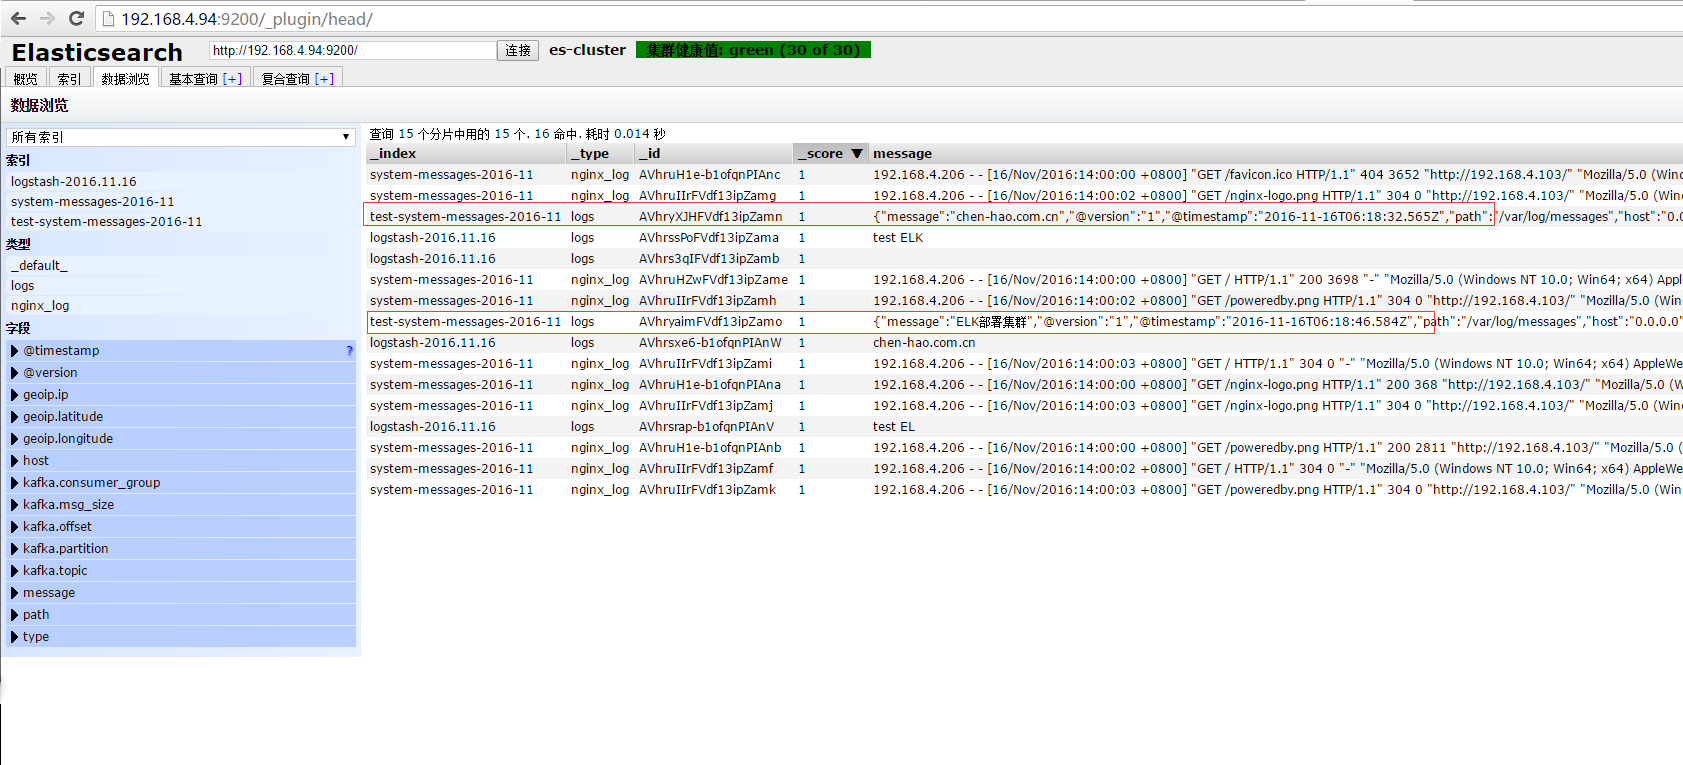 192.168.4.94:9200/_plugin/head/
Elasticsearch http://192.168.4.94:9200/ 连接 es-cluster 集群健康值: green (30 of 30)
概览 索引 数据浏览 基本查询 [+] 复合查询 [+]
数据浏览
所有索引
索引
logstash-2016.11.16
system-messages-2016-11
test-system-messages-2016-11
类型
_default_
logs
nginx_log
字段
@timestamp ?
@version
geoip.ip
geoip.latitude
geoip.longitude
host
kafka.consumer_group
kafka.msg_size
kafka.offset
kafka.partition
kafka.topic
message
path
type
查询 15 个分片中用的 15 个. 16 命中. 耗时 0.014 秒
_index _type _id _score ▼ message
system-messages-2016-11 nginx_log AVhruH1e-b1ofqnPIAnc 1 192.168.4.206 - - [16/Nov/2016:14:00:00 +0800] "GET /favicon.ico HTTP/1.1" 404 3652 "http://192.168.4.103/" "Mozilla/5.0 (Winc
system-messages-2016-11 nginx_log AVhruIIrFVdf13ipZamg 1 192.168.4.206 - - [16/Nov/2016:14:00:02 +0800] "GET /nginx-logo.png HTTP/1.1" 304 0 "http://192.168.4.103/" "Mozilla/5.0 (Wind
test-system-messages-2016-11 logs AVhryXJHFVdf13ipZamn 1 {"message":"chen-hao.com.cn","@version":"1","@timestamp":"2016-11-16T06:18:32.565Z","path":"/var/log/messages","host":"0.0
logstash-2016.11.16 logs AVhrssPoFVdf13ipZama 1 test ELK
logstash-2016.11.16 logs AVhrs3qIFVdf13ipZamb 1
system-messages-2016-11 nginx_log AVhruHZwFVdf13ipZame 1 192.168.4.206 - - [16/Nov/2016:14:00:00 +0800] "GET / HTTP/1.1" 200 3698 "-" "Mozilla/5.0 (Windows NT 10.0; Win64; x64) Appl
system-messages-2016-11 nginx_log AVhruIIrFVdf13ipZamh 1 192.168.4.206 - - [16/Nov/2016:14:00:02 +0800] "GET /poweredby.png HTTP/1.1" 304 0 "http://192.168.4.103/" "Mozilla/5.0 (Win
test-system-messages-2016-11 logs AVhryaimFVdf13ipZamo 1 {"message":"ELK部署集群","@version":"1","@timestamp":"2016-11-16T06:18:46.584Z","path":"/var/log/messages","host":"0.0.0.0"
logstash-2016.11.16 logs AVhrsxe6-b1ofqnPIAnW 1 chen-hao.com.cn
system-messages-2016-11 nginx_log AVhruIIrFVdf13ipZami 1 192.168.4.206 - - [16/Nov/2016:14:00:03 +0800] "GET / HTTP/1.1" 304 0 "-" "Mozilla/5.0 (Windows NT 10.0; Win64; x64) AppleWe
system-messages-2016-11 nginx_log AVhruH1e-b1ofqnPIAna 1 192.168.4.206 - - [16/Nov/2016:14:00:00 +0800] "GET /nginx-logo.png HTTP/1.1" 200 368 "http://192.168.4.103/" "Mozilla/5.0 (W
system-messages-2016-11 nginx_log AVhruIIrFVdf13ipZamj 1 192.168.4.206 - - [16/Nov/2016:14:00:03 +0800] "GET /nginx-logo.png HTTP/1.1" 304 0 "http://192.168.4.103/" "Mozilla/5.0 (Wind
logstash-2016.11.16 logs AVhrsrap-b1ofqnPIAnV 1 test EL
system-messages-2016-11 nginx_log AVhruH1e-b1ofqnPIAnb 1 192.168.4.206 - - [16/Nov/2016:14:00:00 +0800] "GET /poweredby.png HTTP/1.1" 200 2811 "http://192.168.4.103/" "Mozilla/5.0 (
system-messages-2016-11 nginx_log AVhruIIrFVdf13ipZamf 1 192.168.4.206 - - [16/Nov/2016:14:00:02 +0800] "GET / HTTP/1.1" 304 0 "-" "Mozilla/5.0 (Windows NT 10.0; Win64; x64) AppleWe
system-messages-2016-11 nginx_log AVhruIIrFVdf13ipZamk 1 192.168.4.206 - - [16/Nov/2016:14:00:03 +0800] "GET /poweredby.png HTTP/1.1" 304 0 "http://192.168.4.103/" "Mozilla/5.0 (Win